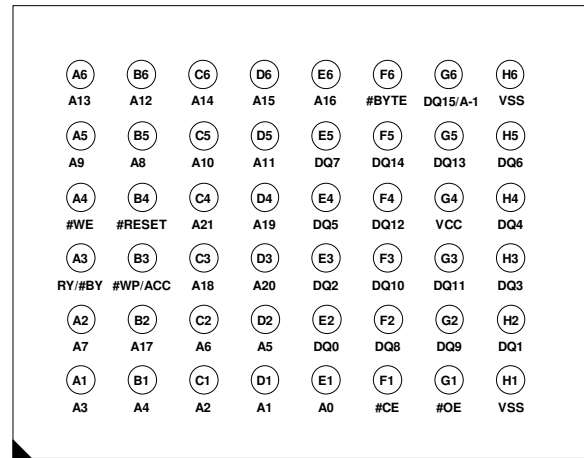 A6 B6 C6 D6 E6 F6 G6 H6
A13 A12 A14 A15 A16 #BYTE DQ15/A-1 VSS
A5 B5 C5 D5 E5 F5 G5 H5
A9 A8 A10 A11 DQ7 DQ14 DQ13 DQ6
A4 B4 C4 D4 E4 F4 G4 H4
#WE #RESET A21 A19 DQ5 DQ12 VCC DQ4
A3 B3 C3 D3 E3 F3 G3 H3
RY/#BY #WP/ACC A18 A20 DQ2 DQ10 DQ11 DQ3
A2 B2 C2 D2 E2 F2 G2 H2
A7 A17 A6 A5 DQ0 DQ8 DQ9 DQ1
A1 B1 C1 D1 E1 F1 G1 H1
A3 A4 A2 A1 A0 #CE #OE VSS